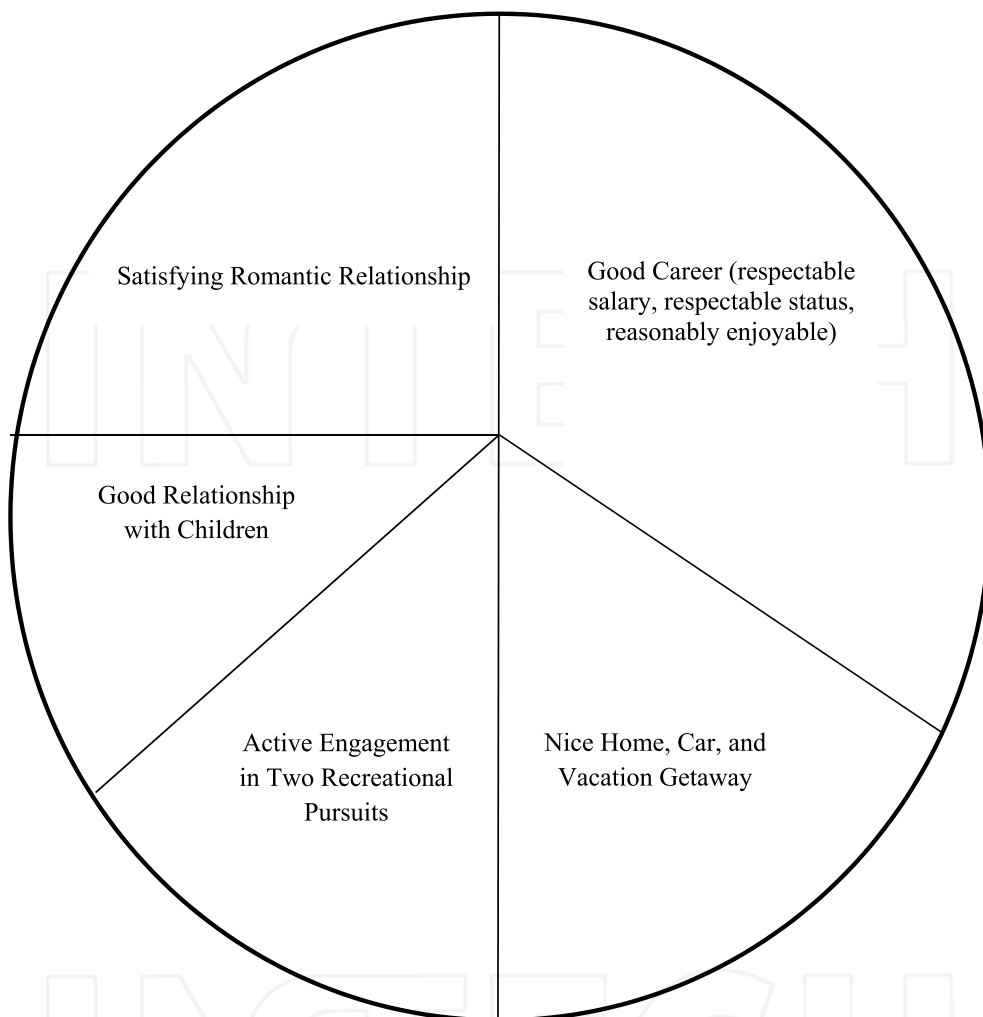 Satisfying Romantic Relationship
Good Career (respectable
salary, respectable status,
reasonably enjoyable)
Good Relationship
with Children
Active Engagement
in Two Recreational
Pursuits
Nice Home, Car, and
Vacation Getaway